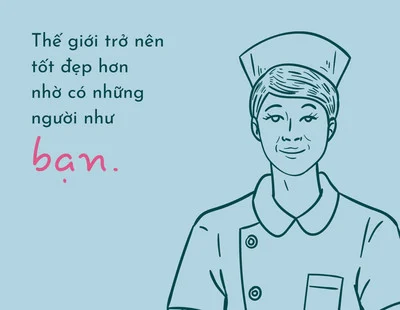 Thế giới trở nên
tốt đẹp hơn
nhờ có những
người như
bạn.